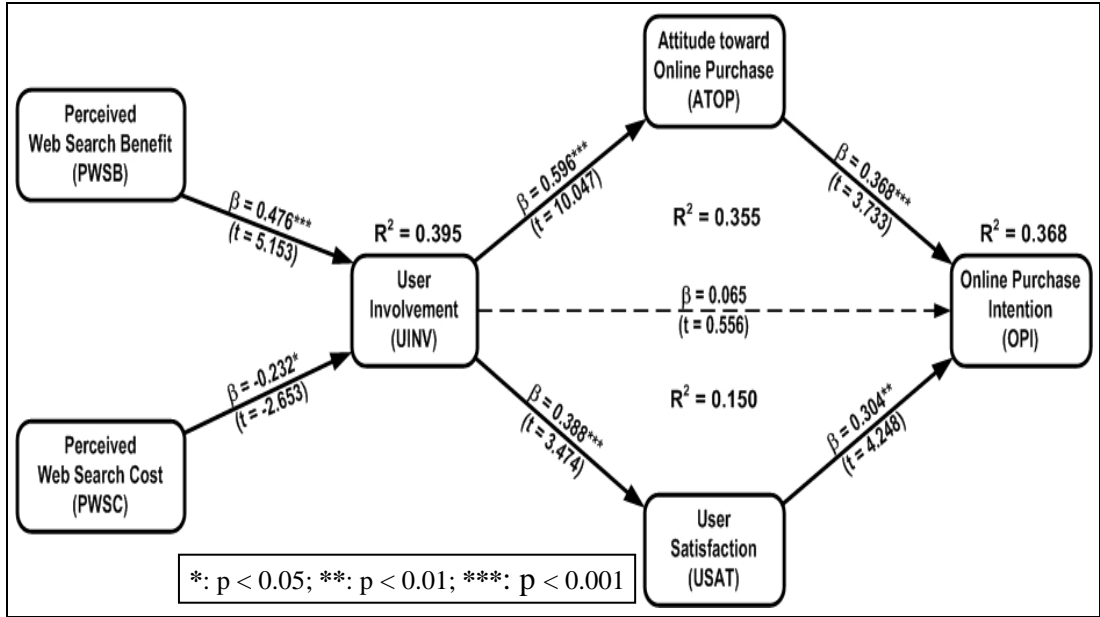 Attitude toward
Online Purchase
(ATOP)
Perceived
Web Search Benefit
(PWSB)
β = 0.476***
(t = 5.153)
β = 0.596***
(t = 10.047)
β = 0.368***
(t = 3.733)
R² = 0.355
R² = 0.395
R² = 0.368
User
Involvement
(UINV)
β = 0.065
(t = 0.556)
Online Purchase
Intention
(OPI)
β = -0.232*
(t = -2.653)
R² = 0.150
β = 0.388***
(t = 3.474)
β = 0.304**
(t = 4.248)
Perceived
Web Search Cost
(PWSC)
User
Satisfaction
(USAT)
*: p < 0.05; **: p < 0.01; ***: p < 0.001